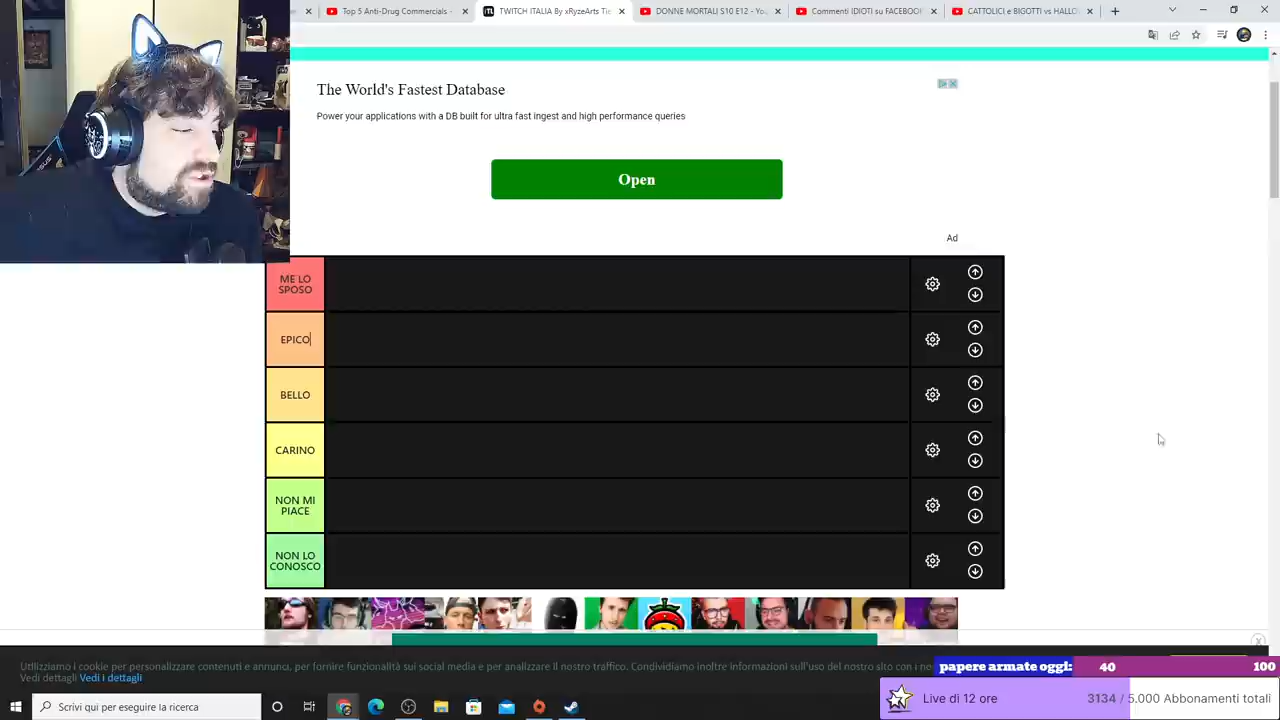 Top 5 Anti-Drug Commercials -
TWITCH ITALIA By xRyzeArts Ti
DONNE MORTALI S10 E12 - Yo
Commenti IDIOTI su FACEBOOK
CATTOLICI e BIGOTTI vs HALL
The World's Fastest Database
Power your applications with a DB built for ultra fast ingest and high performance queries
Open
Ad
ME LO
SPOSO
EPICO
BELLO
CARINO
NON MI
PIACE
NON LO
CONOSCO
Utilizziamo i cookie per personalizzare contenuti e annunci, per fornire funzionalità sui social media e per analizzare il nostro traffico. Condividiamo inoltre informazioni sull'uso del nostro sito con i no
Vedu dettagli Vedi i dettagli
papere armate oggi: 40 100
Live di 12 ore 3134 / 5.000 Abbonamenti totali
Scrivi qui per eseguire la ricerca